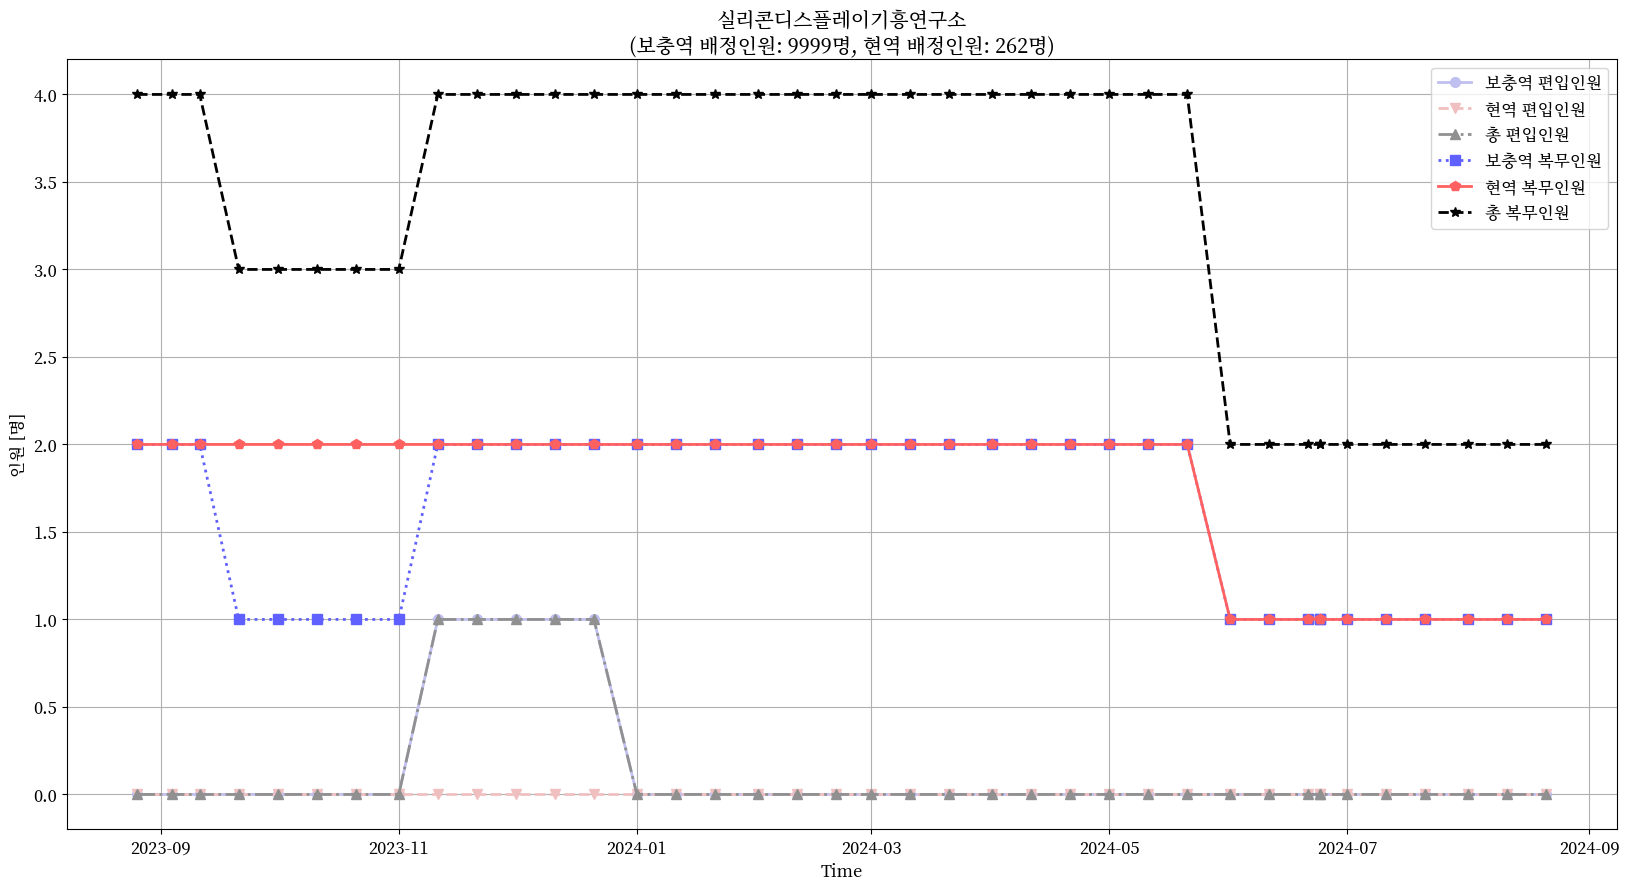 실리콘디스플레이기흥연구소
(보충역 배정인원: 9999명, 현역 배정인원: 262명)
보충역 편입인원
현역 편입인원
총 편입인원
보충역 복무인원
현역 복무인원
총 복무인원
4.0
3.5
3.0
2.5
2.0
1.5
1.0
0.5
0.0
인원 [명]
2023-09
2023-11
2024-01
2024-03
2024-05
2024-07
2024-09
Time